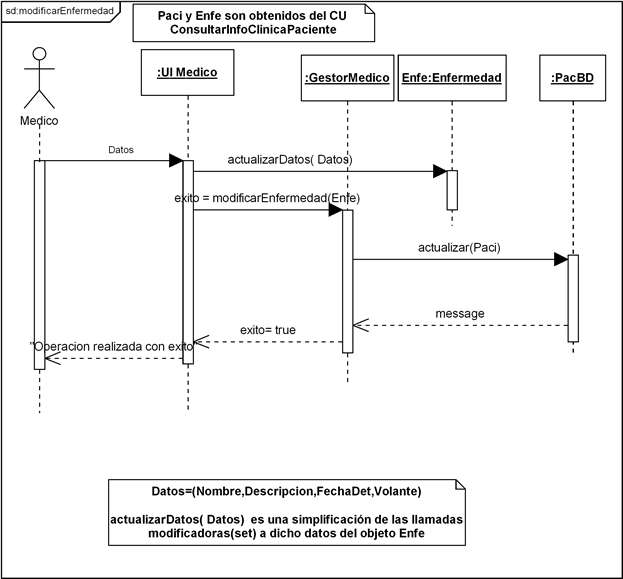 sd:modificarEnfermedad
Paci y Enfe son obtenidos del CU
ConsultarInfoClinicaPaciente
:UI Medico
:GestorMedico
Enfe:Enfermedad
:PacBD
Medico
Datos
actualizarDatos( Datos)
exito = modificarEnfermedad(Enfe)
actualizar(Paci)
message
exito= true
"Operacion realizada con exito"
Datos=(Nombre,Descripcion,FechaDet,Volante)
actualizarDatos( Datos) es una simplificación de las llamadas
modificadoras(set) a dicho datos del objeto Enfe